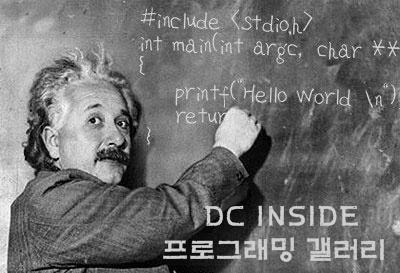 #include <stdio.h>
int main(int argc, char **
{
printf("Hello World \n")
retur
}
DC INSIDE
프로그래밍 갤러리